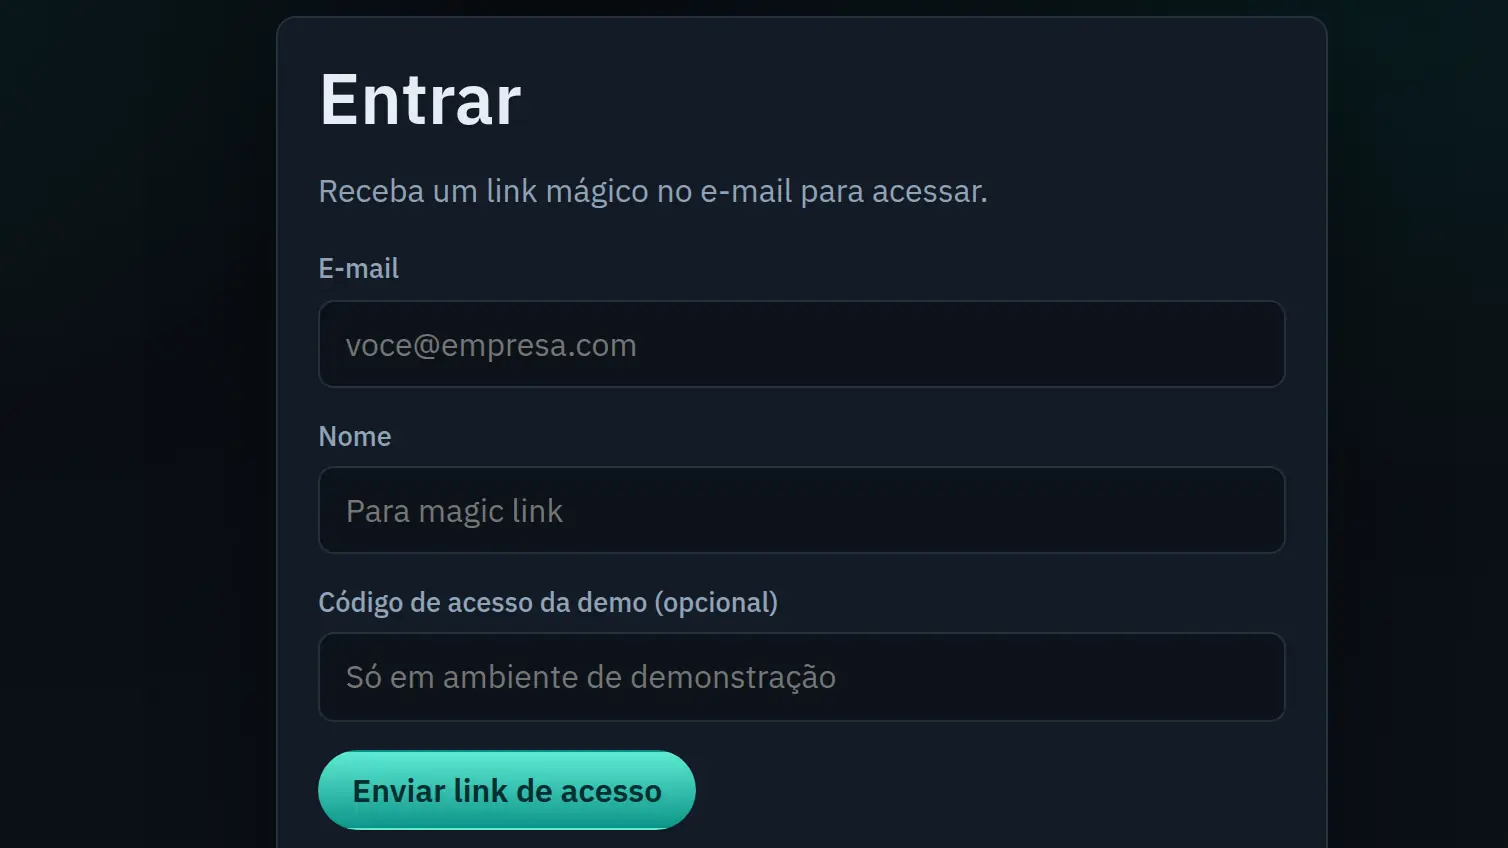 Entrar
Receba um link mágico no e-mail para acessar.
E-mail
voce@empresa.com
Nome
Para magic link
Código de acesso da demo (opcional)
Só em ambiente de demonstração
Enviar link de acesso